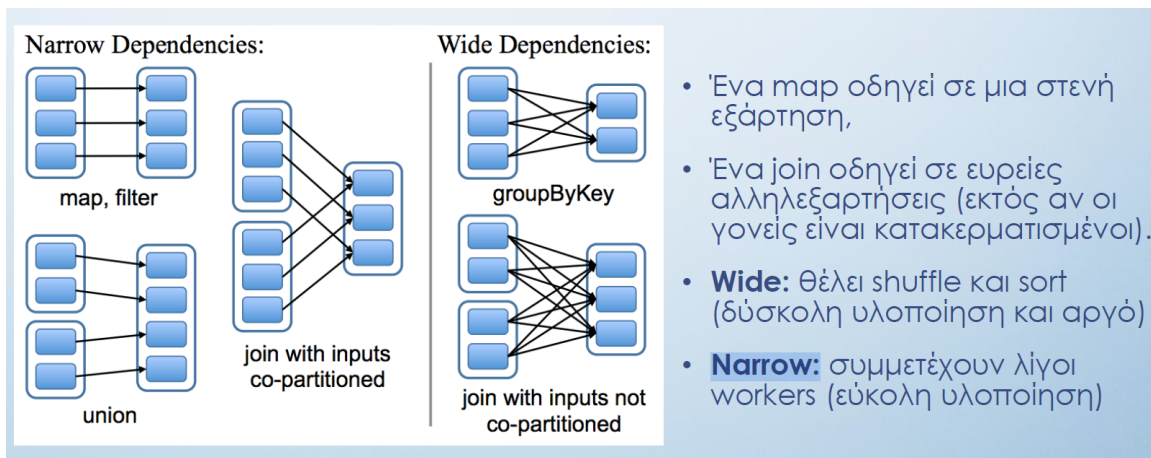 Narrow Dependencies:
Wide Dependencies:
map, filter
union
join with inputs
co-partitioned
groupByKey
join with inputs not
co-partitioned
• Ένα map οδηγεί σε μια στενή
εξάρτηση,
• Ένα join οδηγεί σε ευρείες
αλληλεξαρτήσεις (εκτός αν οι
γονείς είναι κατακερματισμένοι).
• Wide: θέλει shuffle και sort
(δύσκολη υλοποίηση και αργό)
• Narrow: συμμετέχουν λίγοι
workers (εύκολη υλοποίηση)